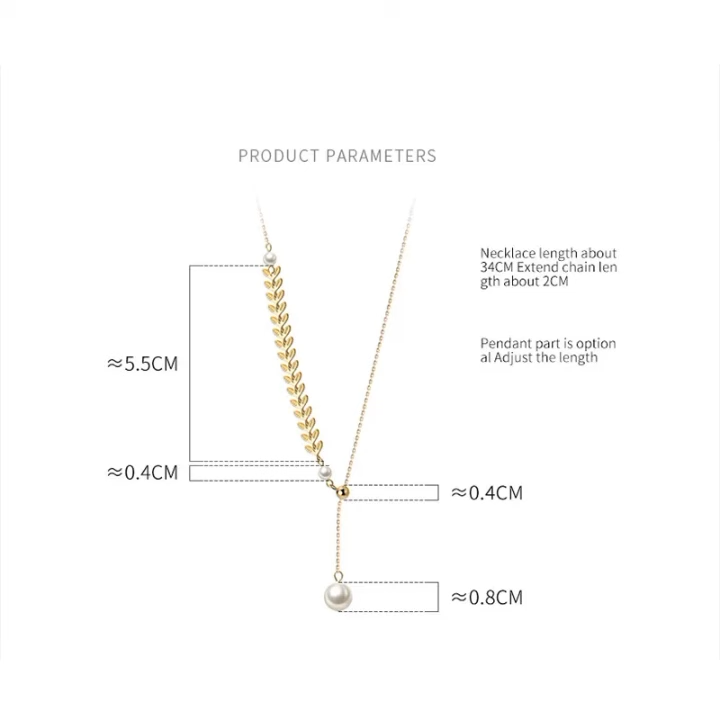 PRODUCT PARAMETERS
Necklace length about
34CM Extend chain len
gth about 2CM
Pendant part is option
al Adjust the length
≈5.5CM
≈0.4CM
≈0.4CM
≈0.8CM